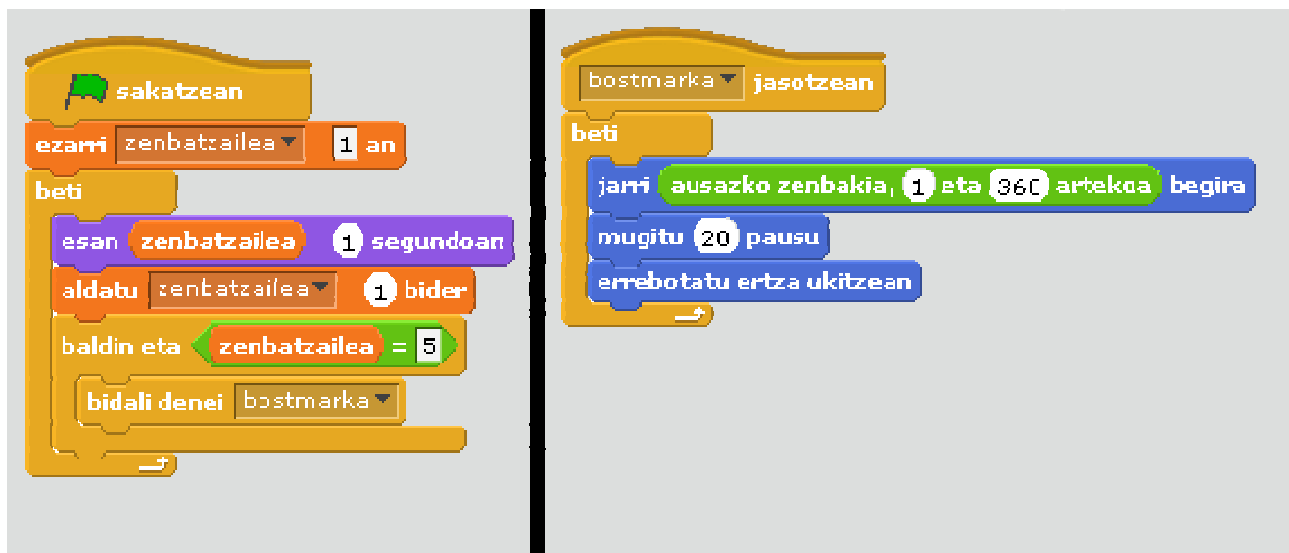 sakatzean
ezarri zenbatzailea 1 an
beti
esan zenbatzailea 1 segundoan
aldatu zenbatzailea 1 bider
baldin eta zenbatzailea = 5
bidali denei bostmarka
bostmarka jasotzean
beti
jarri ausazko zenbakia, 1 eta 360 artekoa begira
mugitu 20 pausu
errebotatu ertza ukitzean